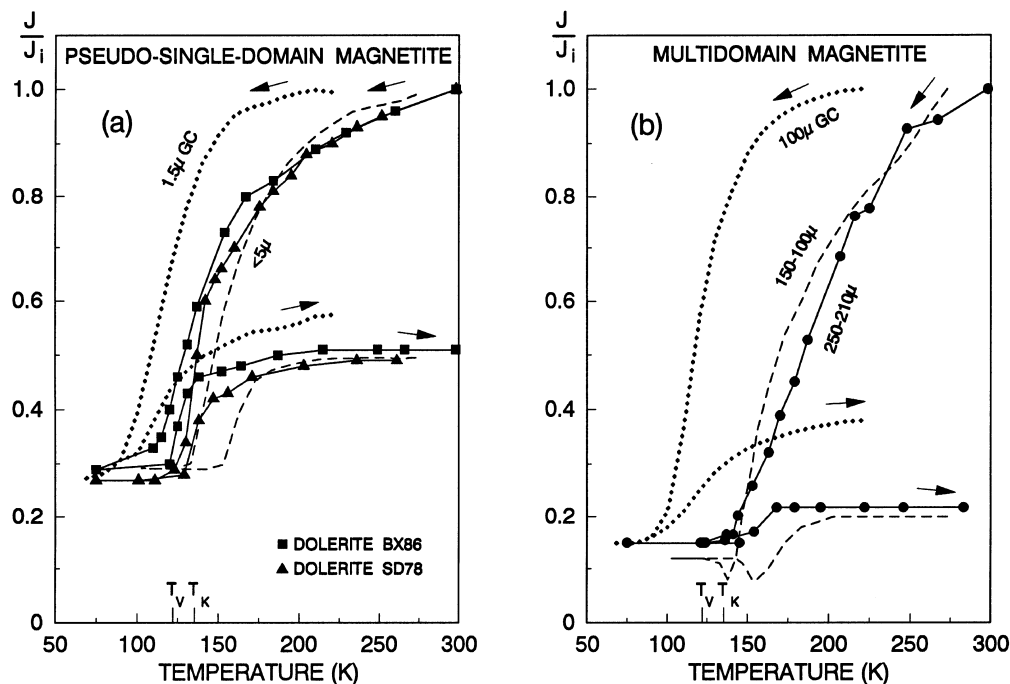 J
Ji
PSEUDO-SINGLE-DOMAIN MAGNETITE
1.0
(a)
1.5μ GC
0.8
<5μ
0.6
0.4
0.2
DOLERITE BX86
DOLERITE SD78
TV TK
0
50 100 150 200 250 300
TEMPERATURE (K)
J
Ji
MULTIDOMAIN MAGNETITE
1.0
(b)
100μ GC
0.8
150-100μ
250-210μ
0.6
0.4
0.2
TV TK
0
50 100 150 200 250 300
TEMPERATURE (K)